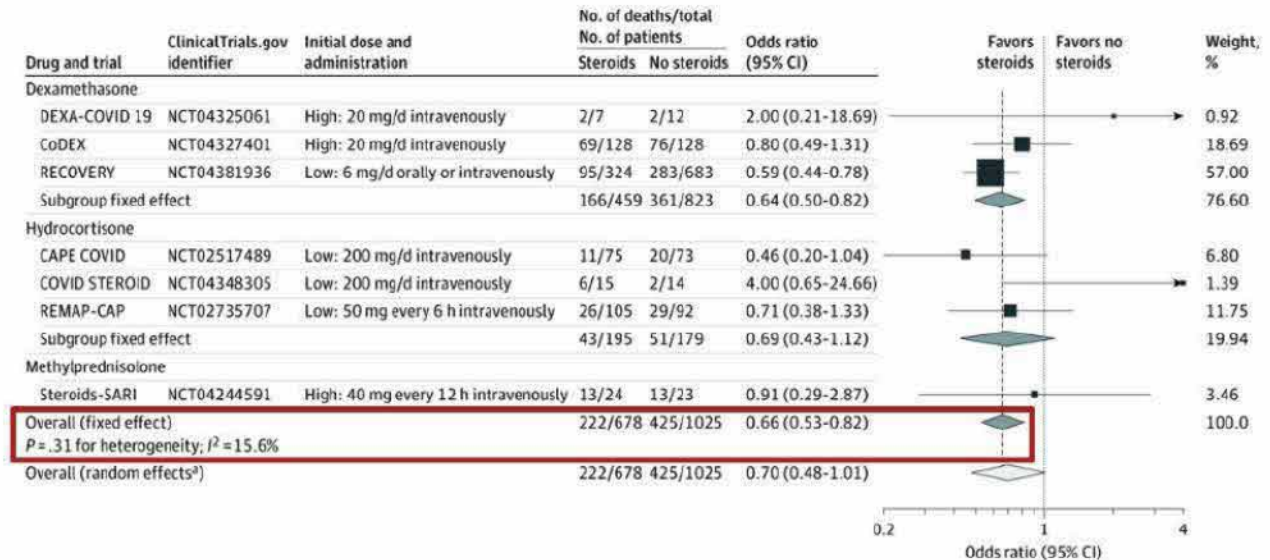 No. of deaths/total
No. of patients
Drug and trial ClinicalTrials.gov identifier Initial dose and administration Steroids No steroids Odds ratio (95% CI) Favors steroids Favors no steroids Weight, %
Dexamethasone
DEXA-COVID 19 NCT04325061 High: 20 mg/d intravenously 2/7 2/12 2.00 (0.21-18.69) 0.92
CoDEX NCT04327401 High: 20 mg/d intravenously 69/128 76/128 0.80 (0.49-1.31) 18.69
RECOVERY NCT04381936 Low: 6 mg/d orally or intravenously 95/324 283/683 0.59 (0.44-0.78) 57.00
Subgroup fixed effect 166/459 361/823 0.64 (0.50-0.82) 76.60
Hydrocortisone
CAPE COVID NCT02517489 Low: 200 mg/d intravenously 11/75 20/73 0.46 (0.20-1.04) 6.80
COVID STEROID NCT04348305 Low: 200 mg/d intravenously 6/15 2/14 4.00 (0.65-24.66) 1.39
REMAP-CAP NCT02735707 Low: 50 mg every 6 h intravenously 26/105 29/92 0.71 (0.38-1.33) 11.75
Subgroup fixed effect 43/195 51/179 0.69 (0.43-1.12) 19.94
Methylprednisolone
Steroids-SARI NCT04244591 High: 40 mg every 12 h intravenously 13/24 13/23 0.91 (0.29-2.87) 3.46
Overall (fixed effect) 222/678 425/1025 0.66 (0.53-0.82) 100.0
P = .31 for heterogeneity; I² = 15.6%
Overall (random effectsᵃ) 222/678 425/1025 0.70 (0.48-1.01)
0.2 1 4
Odds ratio (95% CI)